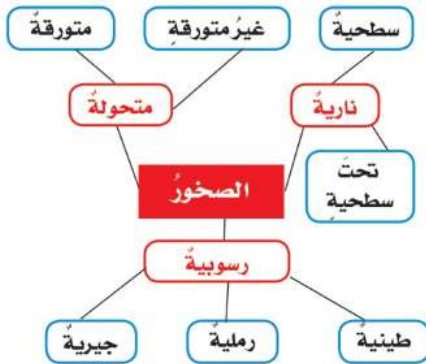 سطحيةٌ
غيرُ متورقةٍ
متورقةٌ
ناريةٌ
متحولةٌ
تحتَ
سطحيةٍ
الصخورُ
رسوبيةٌ
طينيةٌ
رمليةٌ
جيريةٌ